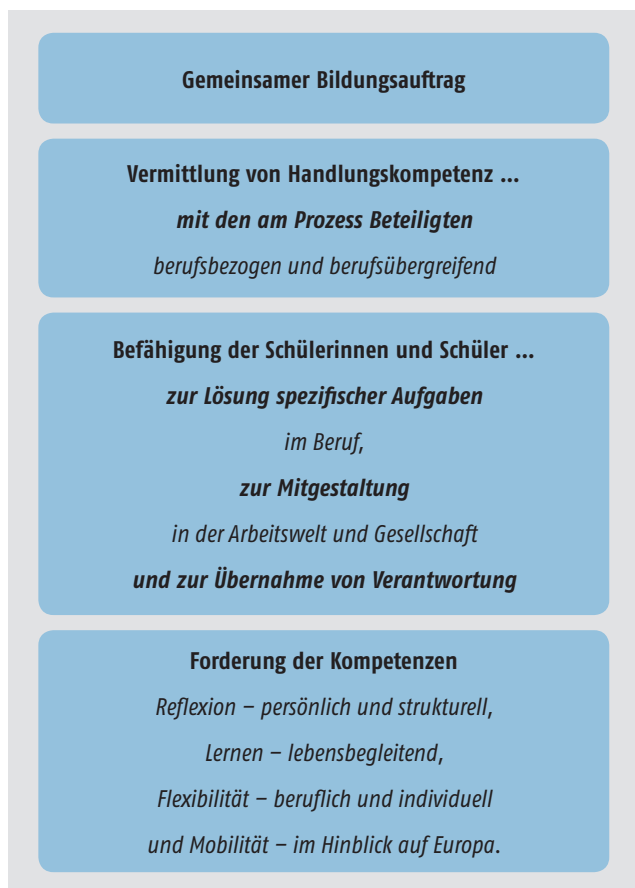 Gemeinsamer Bildungsauftrag
Vermittlung von Handlungskompetenz ...
mit den am Prozess Beteiligten
berufsbezogen und berufsübergreifend
Befähigung der Schülerinnen und Schüler ...
zur Lösung spezifischer Aufgaben
im Beruf,
zur Mitgestaltung
in der Arbeitswelt und Gesellschaft
und zur Übernahme von Verantwortung
Forderung der Kompetenzen
Reflexion – persönlich und strukturell,
Lernen – lebensbegleitend,
Flexibilität – beruflich und individuell
und Mobilität – im Hinblick auf Europa.